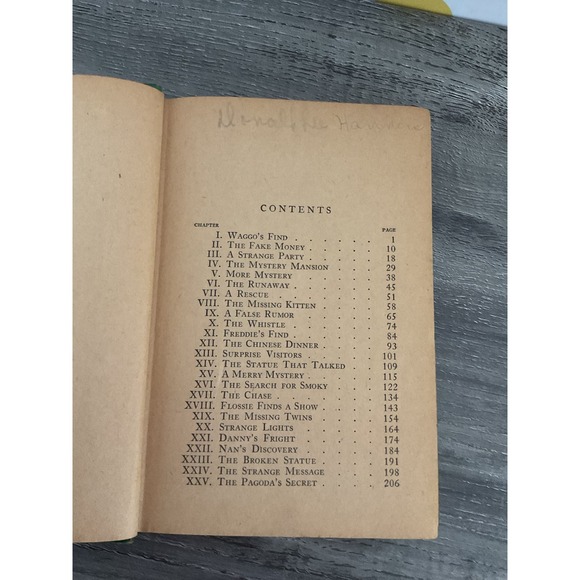 CONTENTS
CHAPTER PAGE
I. Waggo's Find . . . . . . 1
II. The Fake Money . . . . . 10
III. A Strange Party . . . . . 18
IV. The Mystery Mansion . . . . 29
V. More Mystery . . . . . . 38
VI. The Runaway . . . . . . 45
VII. A Rescue . . . . . . . 51
VIII. The Missing Kitten . . . . 58
IX. A False Rumor . . . . . 65
X. The Whistle . . . . . . 74
XI. Freddie's Find . . . . . 84
XII. The Chinese Dinner . . . . 93
XIII. Surprise Visitors . . . . . 101
XIV. The Statue That Talked . . . 109
XV. A Merry Mystery . . . . . 115
XVI. The Search for Smoky . . . 122
XVII. The Chase . . . . . . . 134
XVIII. Flossie Finds a Show . . . . 143
XIX. The Missing Twins . . . . 154
XX. Strange Lights . . . . . 164
XXI. Danny's Fright . . . . . 174
XXII. Nan's Discovery . . . . . 184
XXIII. The Broken Statue . . . . 191
XXIV. The Strange Message . . . . 198
XXV. The Pagoda's Secret . . . . 206